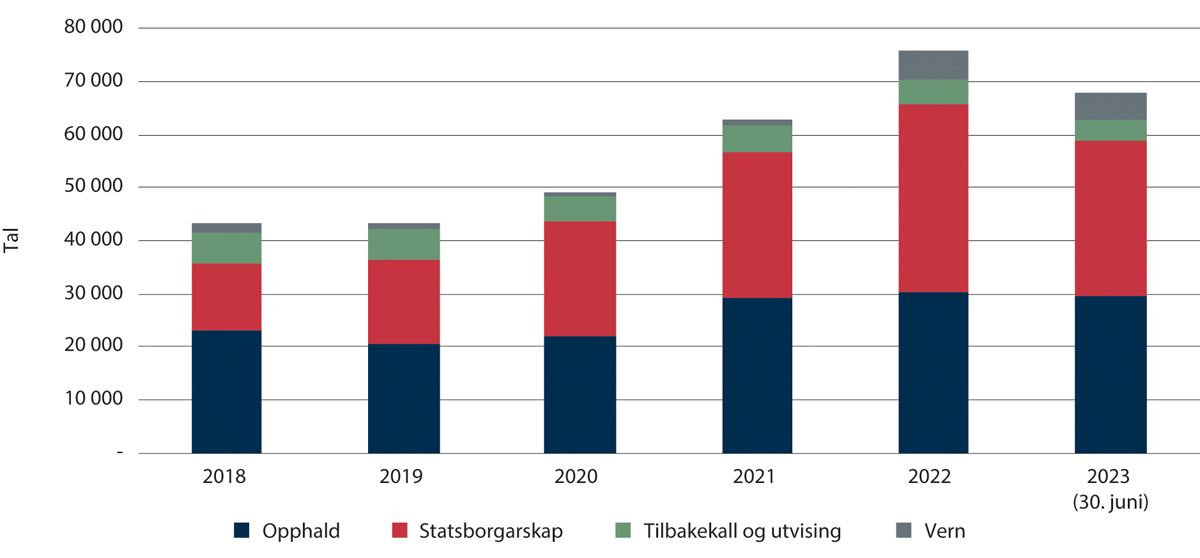 80 000
70 000
60 000
50 000
40 000
30 000
20 000
10 000
-
Tal
2018 2019 2020 2021 2022 2023
(30. juni)
Opphald Statsborgarskap Tilbakekall og utvising Vern